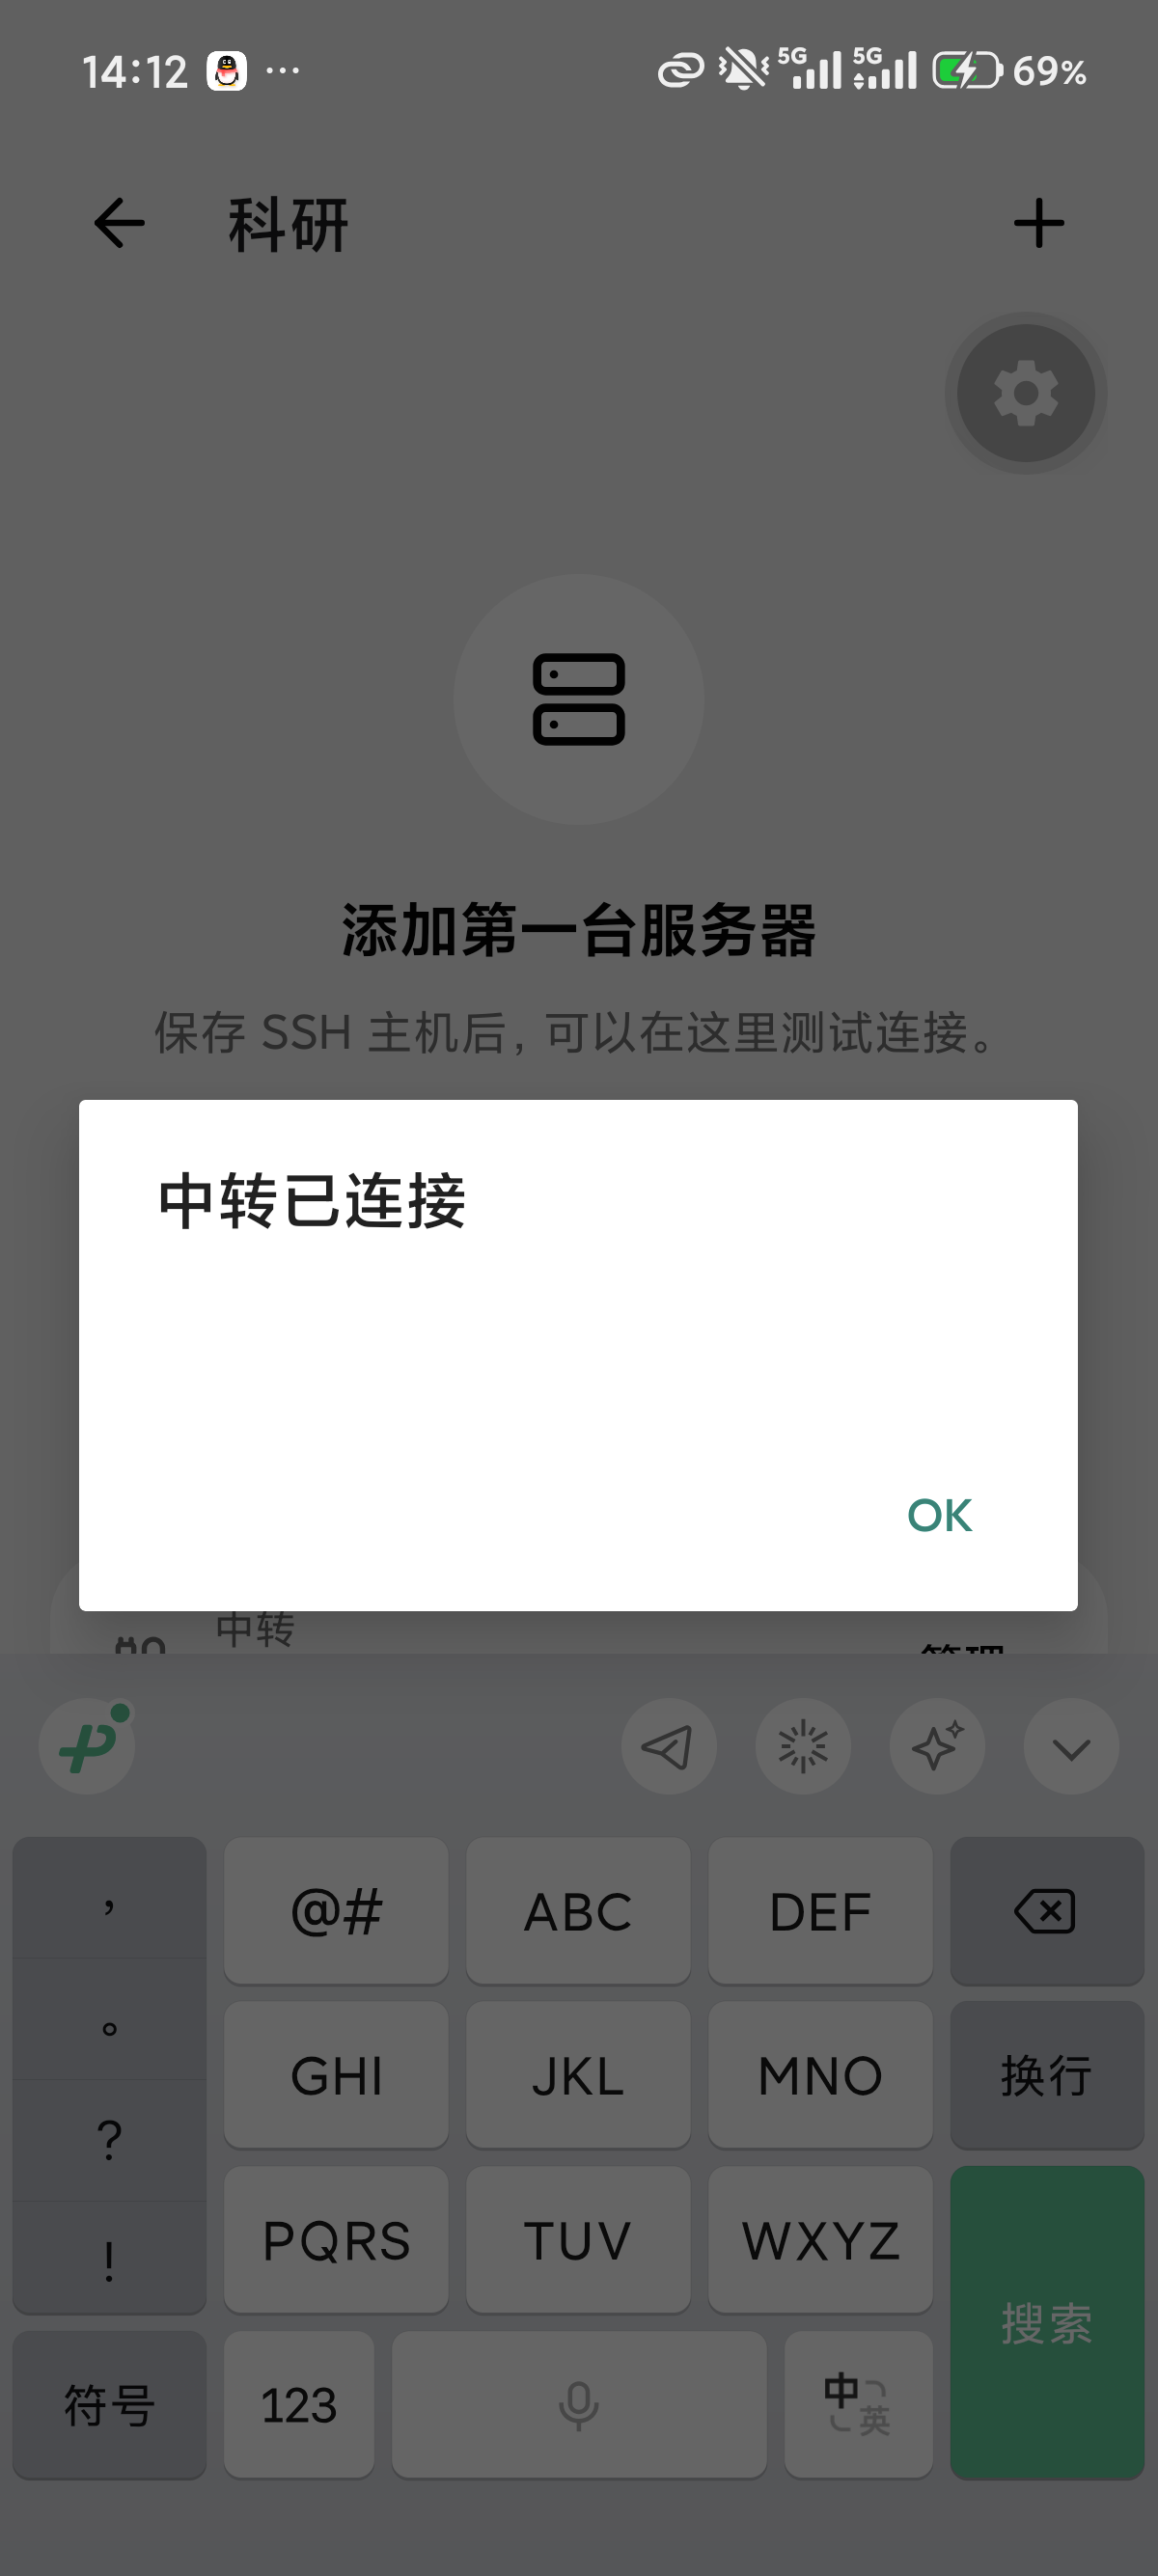 14:12 ··· 5G 5G 69%
科研
添加第一台服务器
保存 SSH 主机后，可以在这里测试连接。
中转已连接
OK
中转
管理
，
@# ABC DEF
。
GHI JKL MNO 换行
?
PQRS TUV WXYZ
!
搜索
符号 123 中英